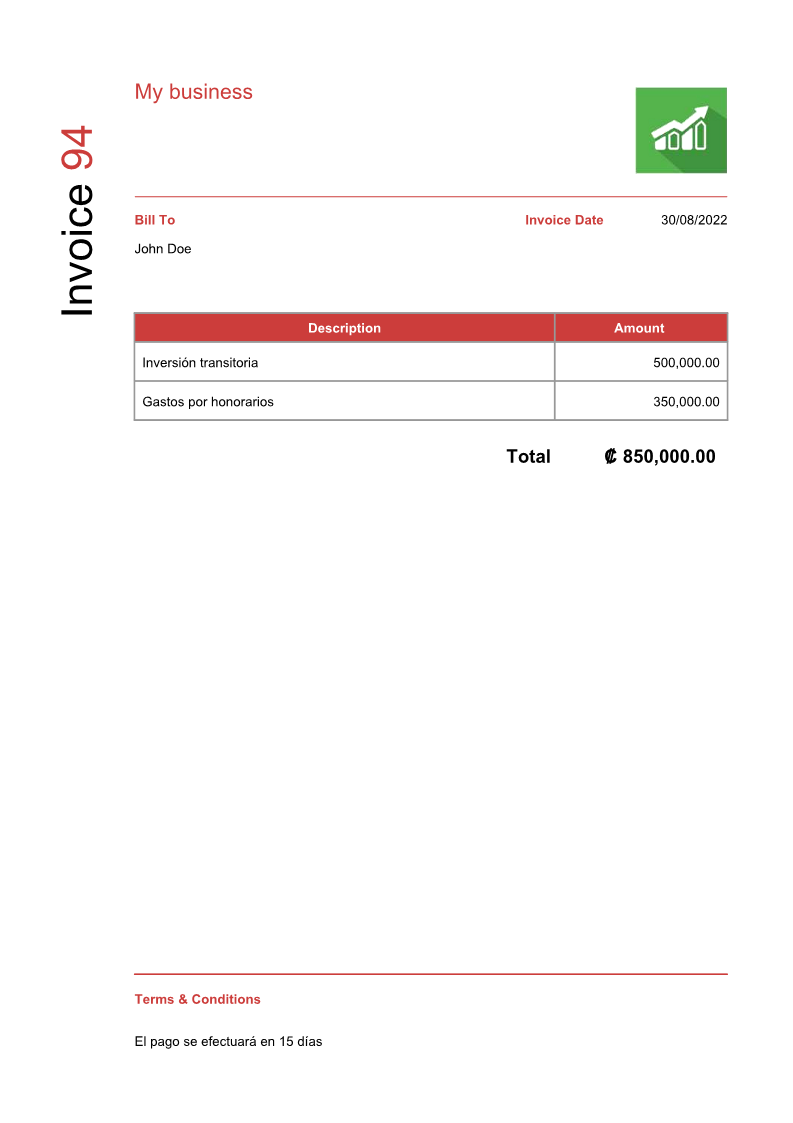 My business
Invoice 94
Bill To
Invoice Date 30/08/2022
John Doe
Description Amount
Inversión transitoria 500,000.00
Gastos por honorarios 350,000.00
Total ₡ 850,000.00
Terms & Conditions
El pago se efectuará en 15 días